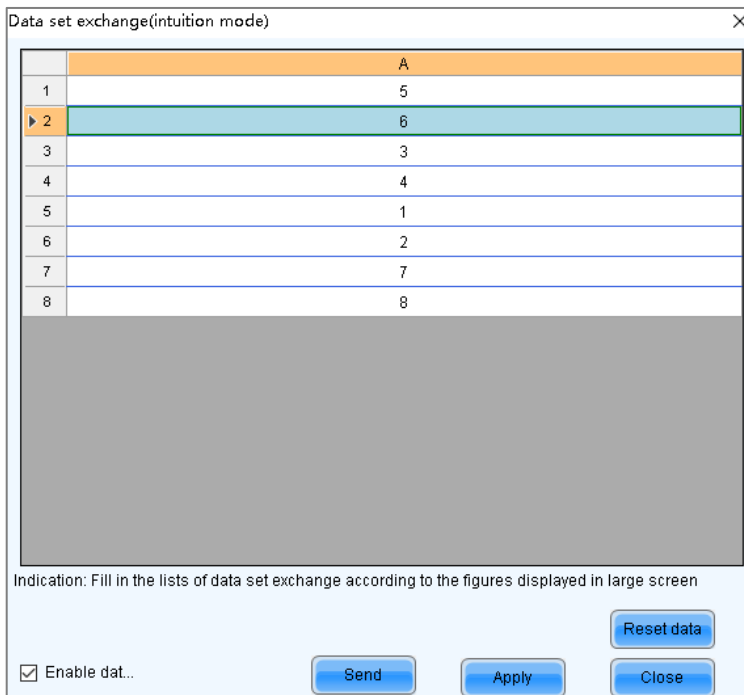 Data set exchange(intuition mode)
A
1 5
2 6
3 3
4 4
5 1
6 2
7 7
8 8
Indication: Fill in the lists of data set exchange according to the figures displayed in large screen
Reset data
Enable dat... Send Apply Close